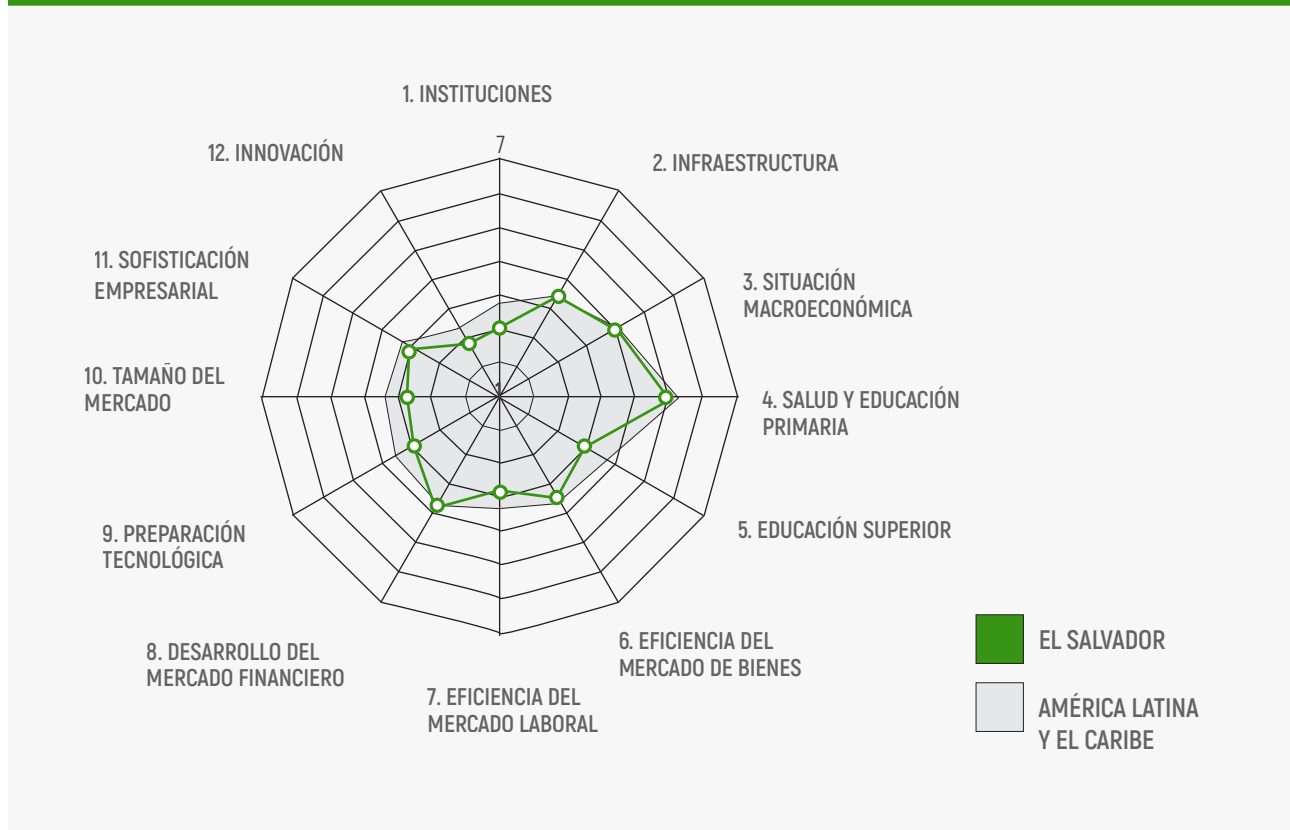 1. INSTITUCIONES
7
2. INFRAESTRUCTURA
3. SITUACIÓN
MACROECONÓMICA
4. SALUD Y EDUCACIÓN
PRIMARIA
5. EDUCACIÓN SUPERIOR
6. EFICIENCIA DEL
MERCADO DE BIENES
7. EFICIENCIA DEL
MERCADO LABORAL
8. DESARROLLO DEL
MERCADO FINANCIERO
9. PREPARACIÓN
TECNOLÓGICA
10. TAMAÑO DEL
MERCADO
11. SOFISTICACIÓN
EMPRESARIAL
12. INNOVACIÓN
1
EL SALVADOR
AMÉRICA LATINA
Y EL CARIBE